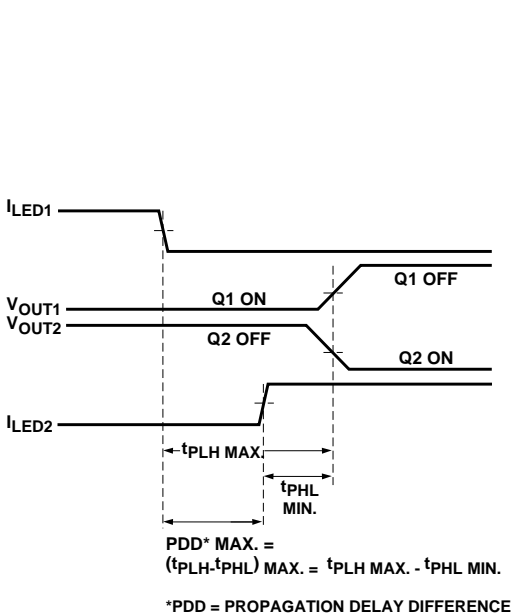 ILED1
Q1 OFF
VOUT1
Q1 ON
VOUT2
Q2 OFF
Q2 ON
ILED2
tPLH MAX.
tPHL
MIN.
PDD* MAX. =
(tPLH-tPHL) MAX. = tPLH MAX. - tPHL MIN.
*PDD = PROPAGATION DELAY DIFFERENCE